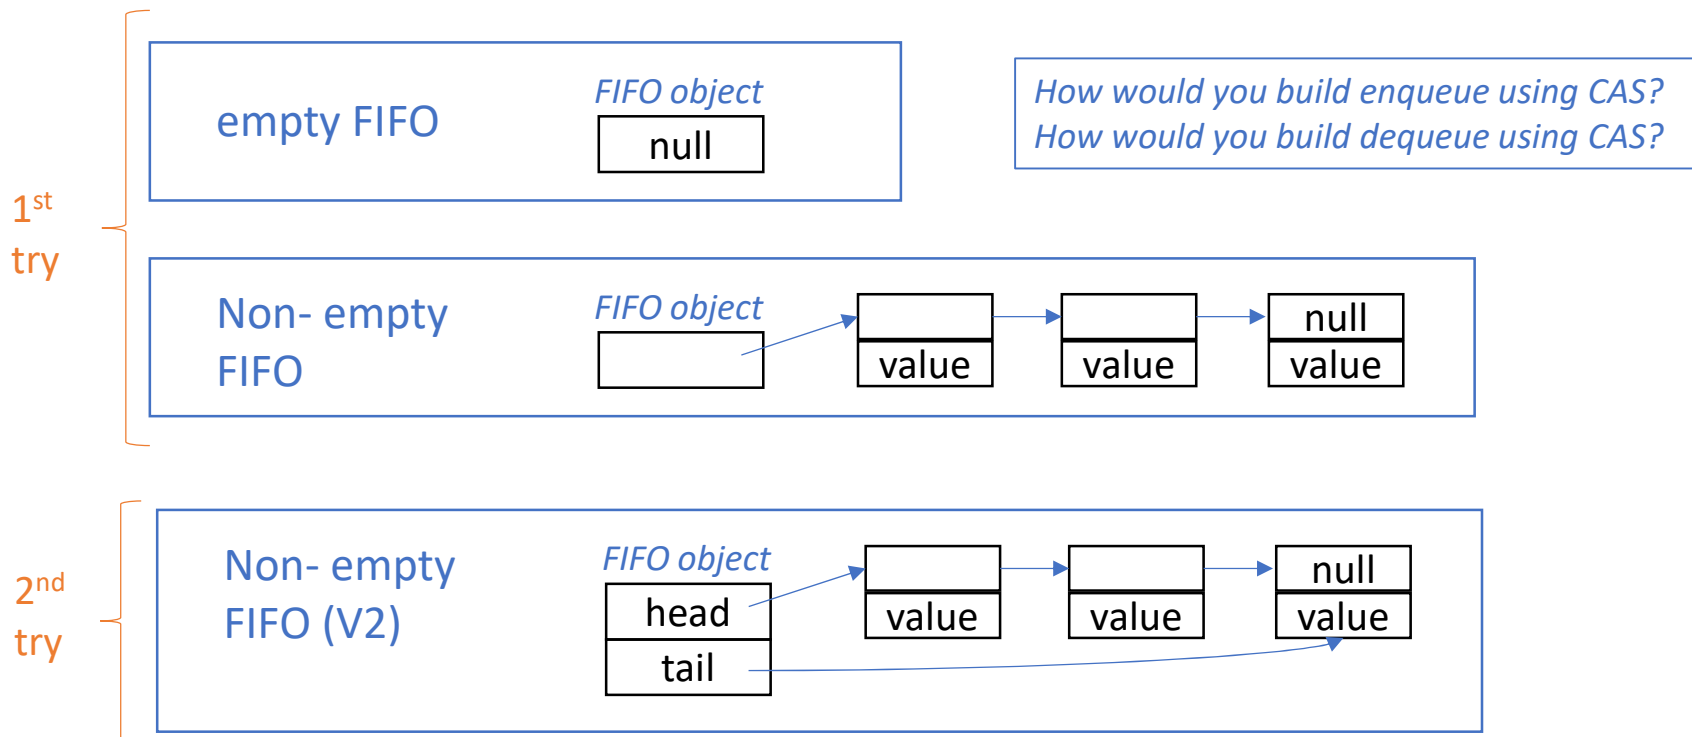 1st
try
empty FIFO
FIFO object
null
How would you build enqueue using CAS?
How would you build dequeue using CAS?
Non- empty
FIFO
FIFO object
null
value
value
value
2nd
try
Non- empty
FIFO (V2)
FIFO object
head
tail
null
value
value
value